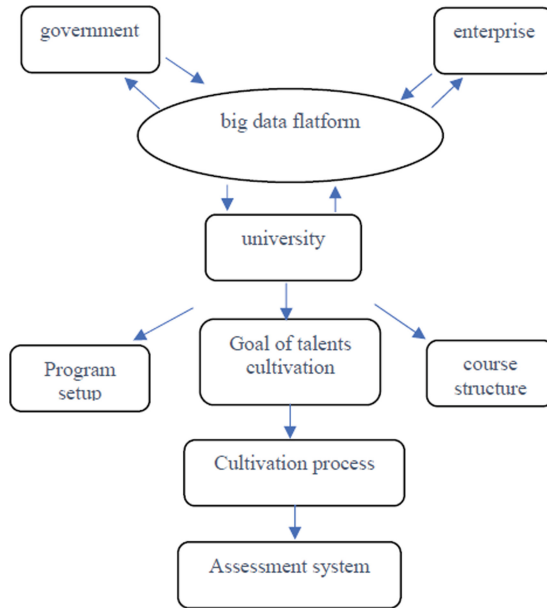 government
enterprise
big data flatform
university
Goal of talents
cultivation
Program
setup
course
structure
Cultivation process
Assessment system